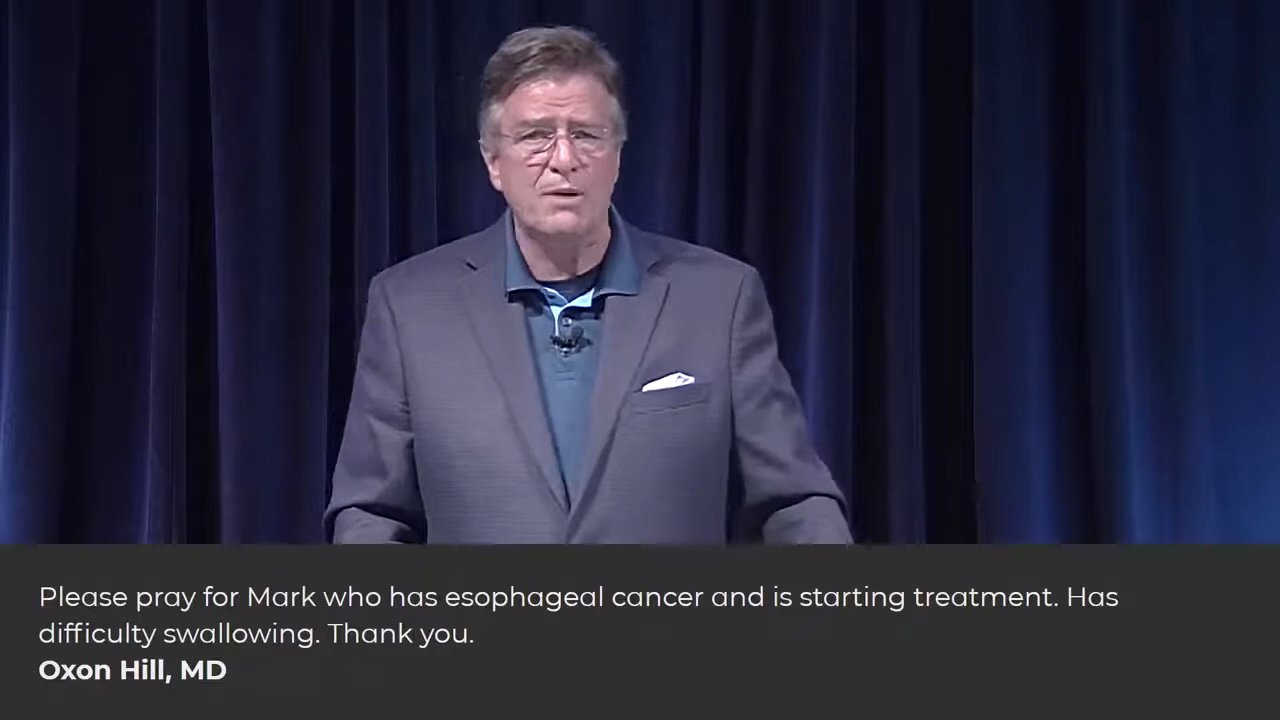 Please pray for Mark who has esophageal cancer and is starting treatment. Has
difficulty swallowing. Thank you.
Oxon Hill, MD